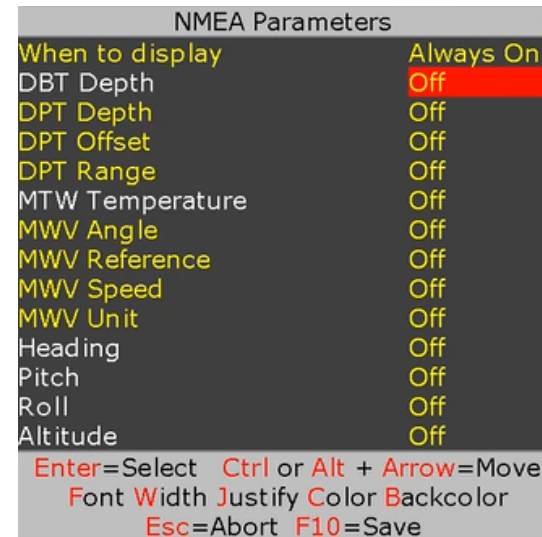 NMEA Parameters
When to display Always On
DBT Depth Off
DPT Depth Off
DPT Offset Off
DPT Range Off
MTW Temperature Off
MWV Angle Off
MWV Reference Off
MWV Speed Off
MWV Unit Off
Heading Off
Pitch Off
Roll Off
Altitude Off
Enter=Select Ctrl or Alt + Arrow=Move
Font Width Justify Color Backcolor
Esc=Abort F10=Save